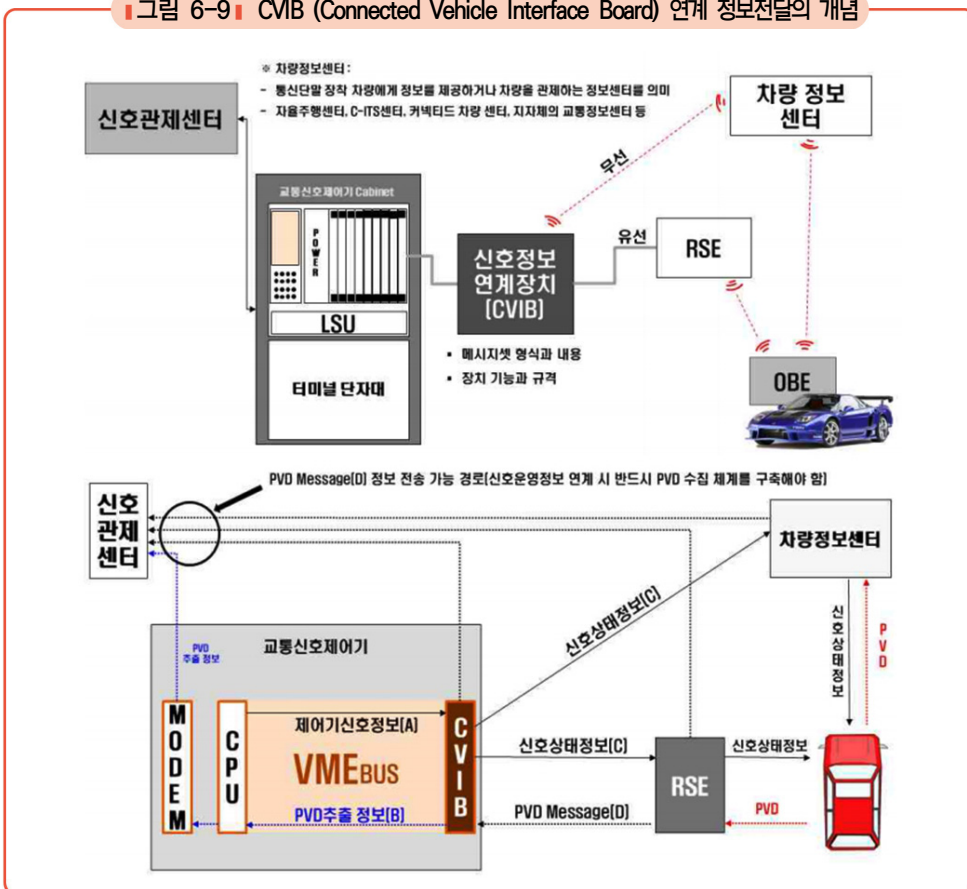 ▮그림 6-9▮ CVIB (Connected Vehicle Interface Board) 연계 정보전달의 개념
※ 차량정보센터 :
- 통신단말 장착 차량에게 정보를 제공하거나 차량을 관제하는 정보센터를 의미
- 자율주행센터, C-ITS센터, 커넥티드 차량 센터, 지자체의 교통정보센터 등
신호관제센터
차량 정보
센터
무선
교통신호제어기 Cabinet
POWER
LSU
터미널 단자대
신호정보
연계장치
[CVIB]
유선
RSE
▪ 메시지셋 형식과 내용
▪ 장치 기능과 규격
OBE
PVD Message[D] 정보 전송 가능 경로[신호운영정보 연계 시 반드시 PVD 수집 체계를 구축해야 함]
신호
관제
센터
차량정보센터
신호상태정보[C]
신호상태정보
PVD
PVD
추출 정보
교통신호제어기
MODEM
CPU
제어기신호정보[A]
VMEBUS
PVD추출 정보[B]
CVIB
신호상태정보[C]
PVD Message[D]
RSE
신호상태정보
PVD